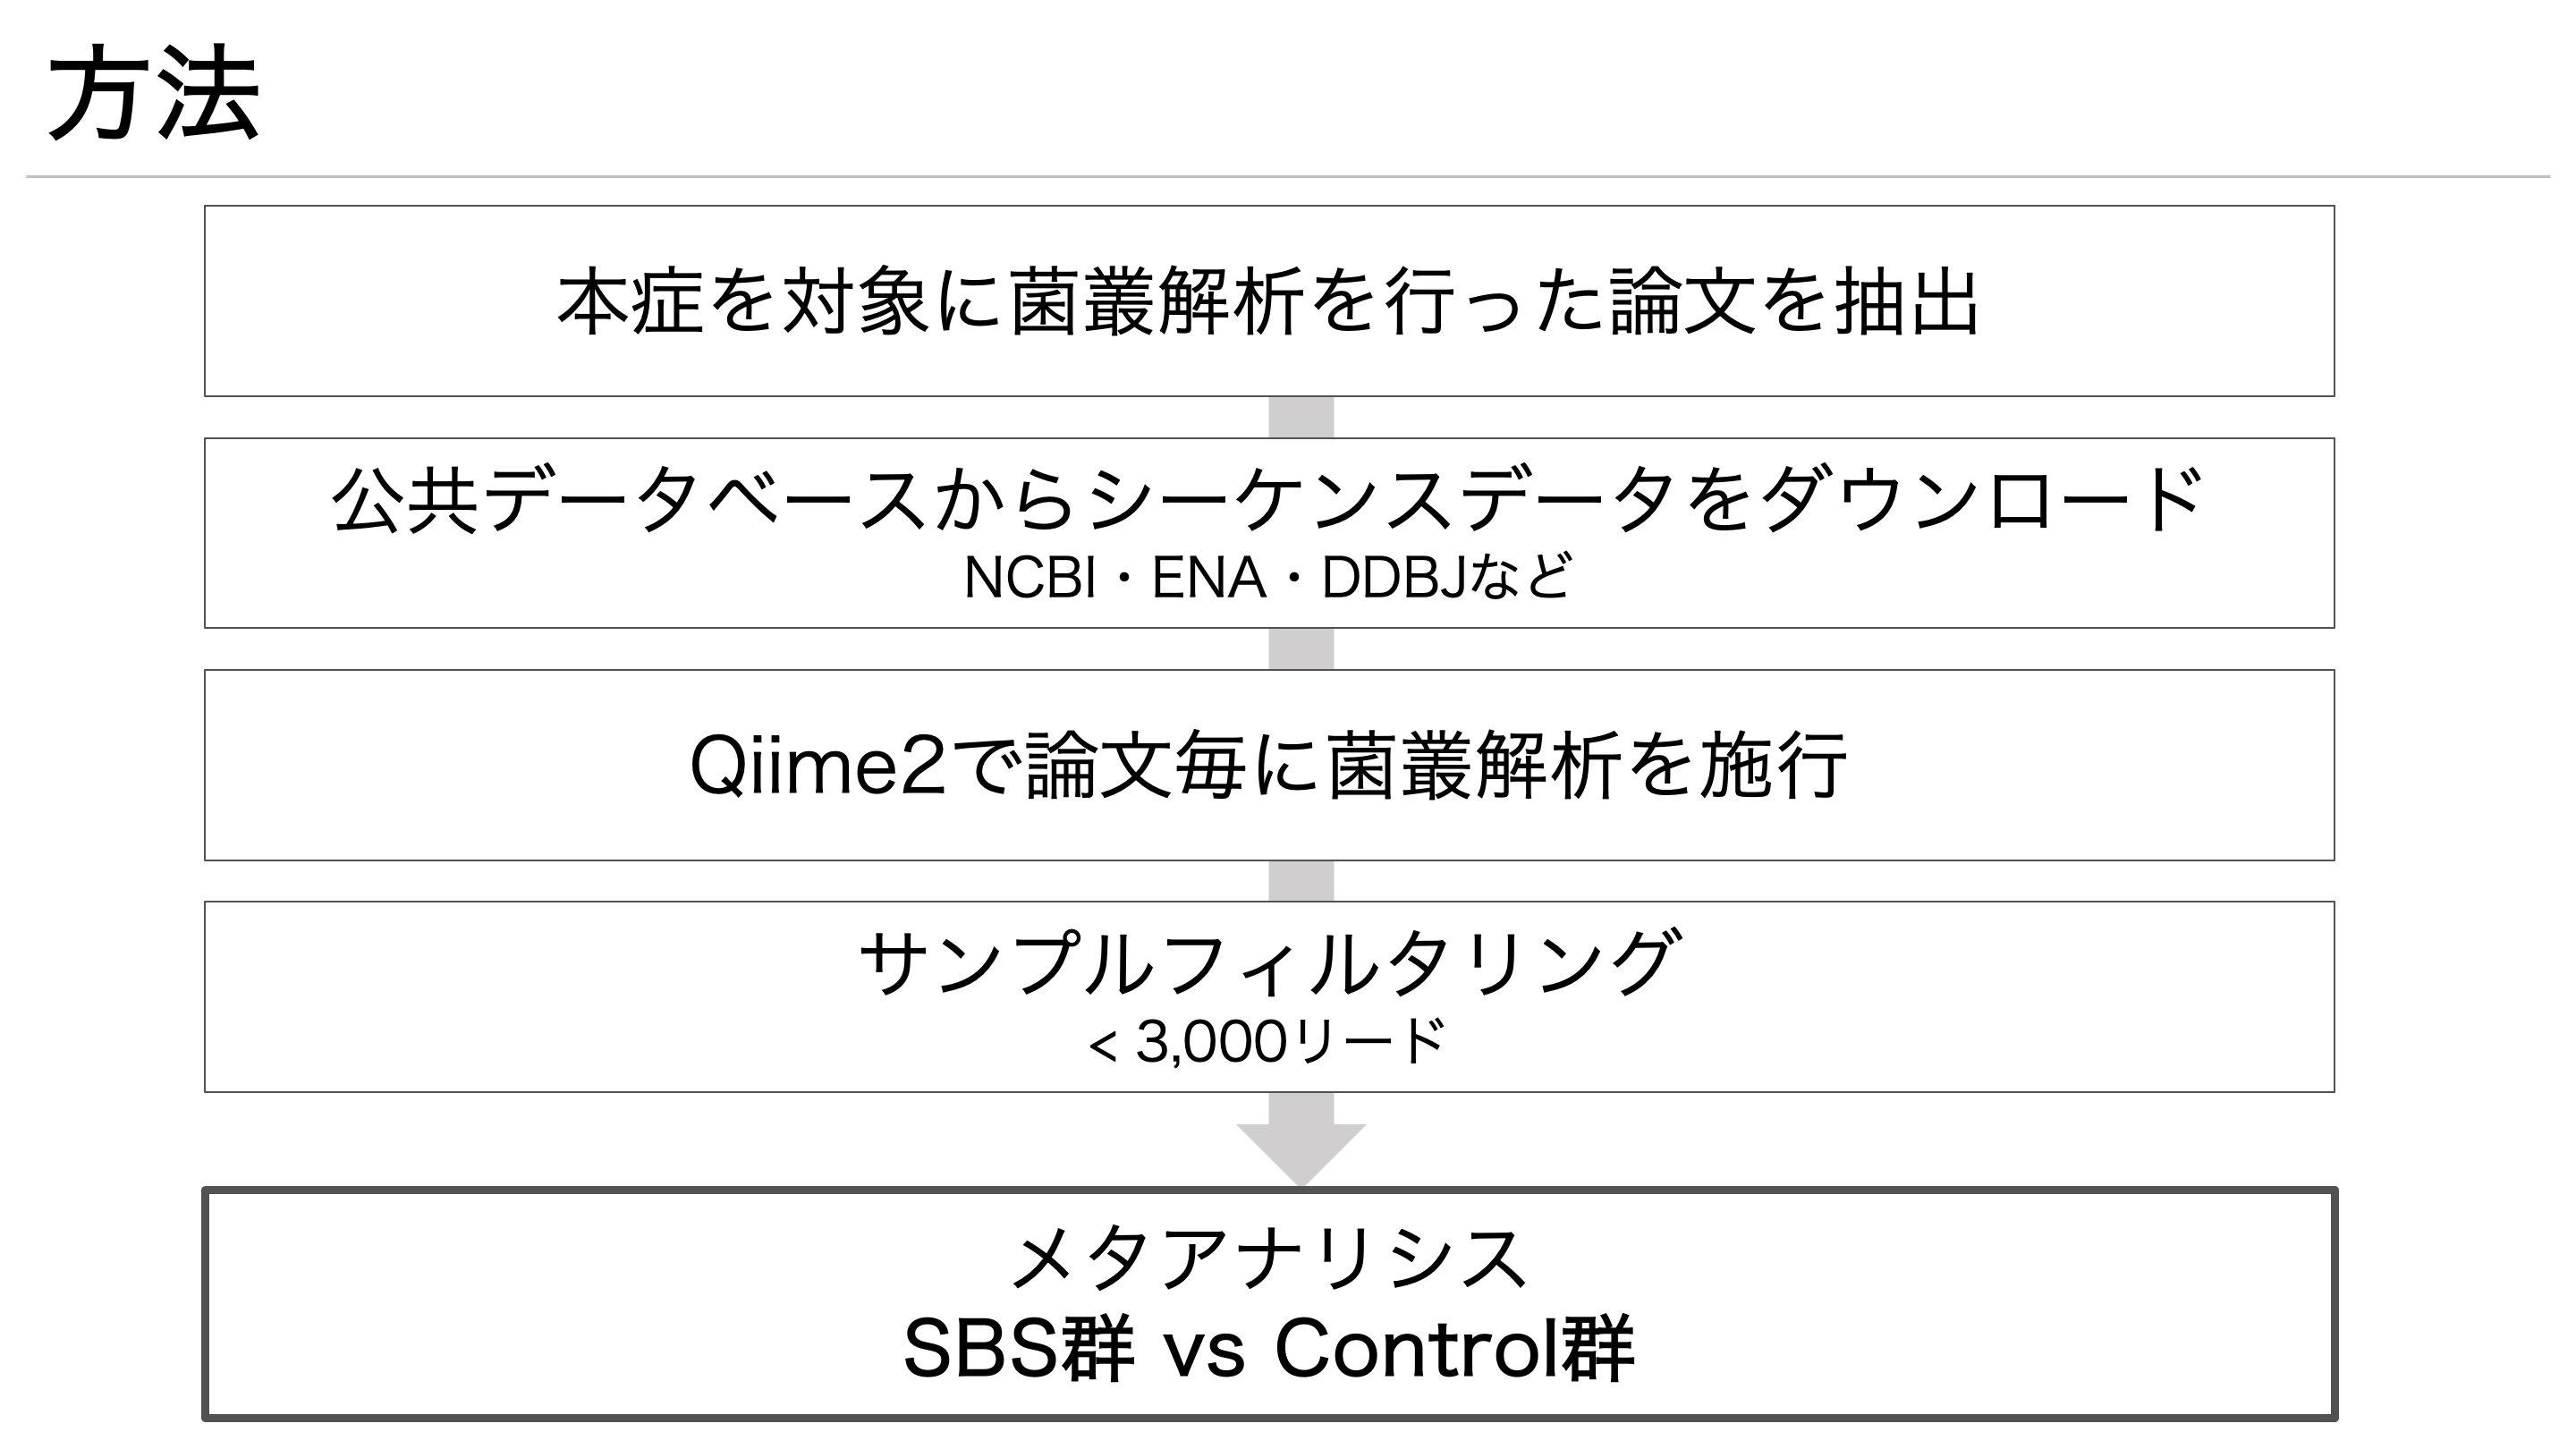 方法
本症を対象に菌叢解析を行った論文を抽出
公共データベースからシーケンスデータをダウンロード
NCBI・ENA・DDBJなど
Qiime2で論文毎に菌叢解析を施行
サンプルフィルタリング
< 3,000リード
メタアナリシス
SBS群 vs Control群